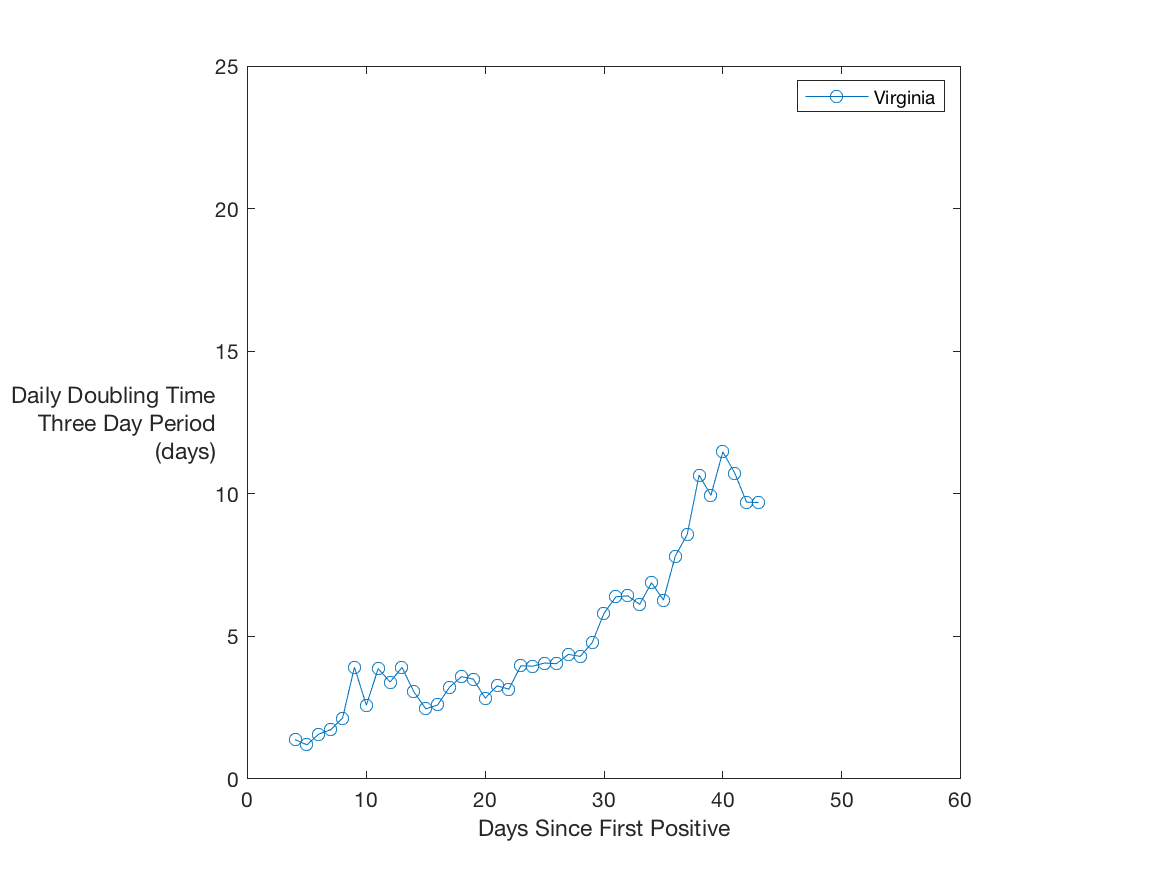 Virginia
25
20
15
10
5
0
Daily Doubling Time
Three Day Period
(days)
0 10 20 30 40 50 60
Days Since First Positive